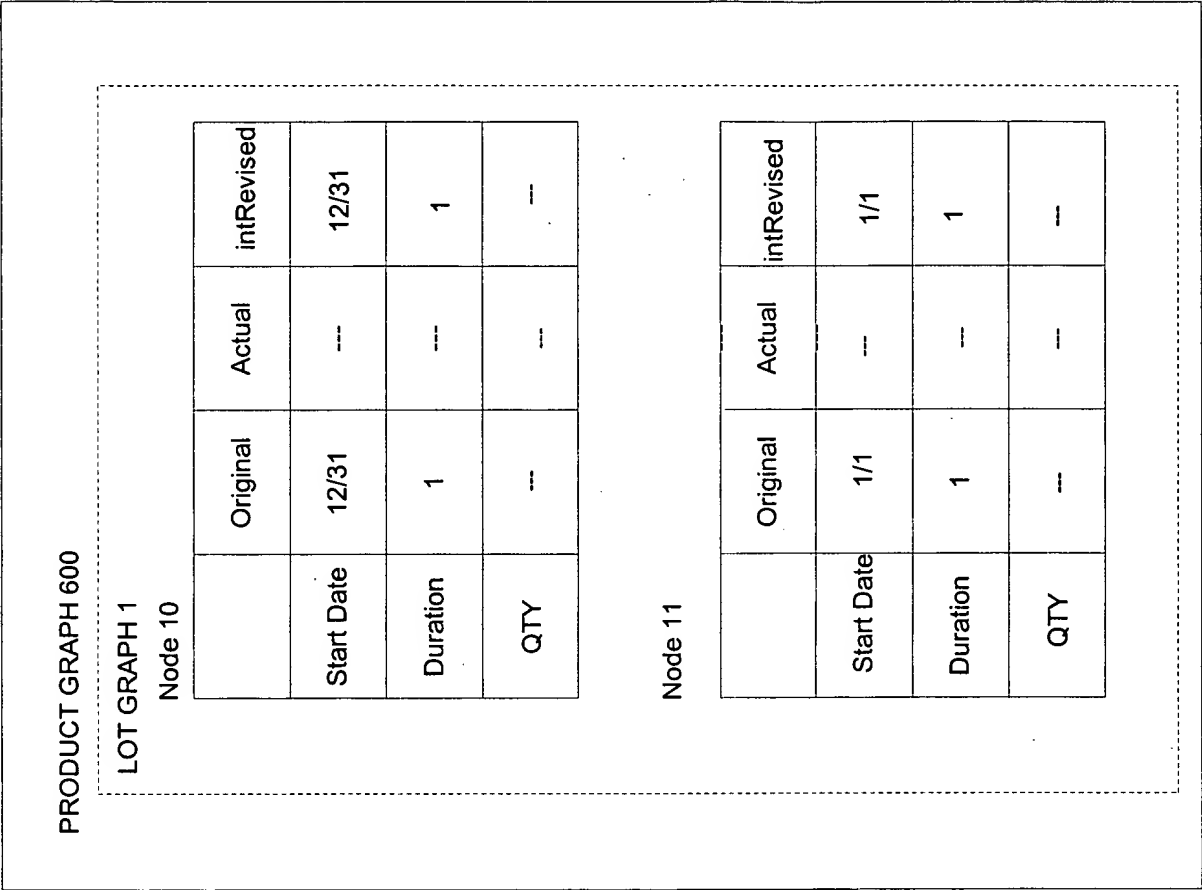 PRODUCT GRAPH 600
LOT GRAPH 1
Node 10
Original Actual intRevised
Start Date 12/31 --- 12/31
Duration 1 --- 1
QTY --- --- ---
Node 11
Original Actual intRevised
Start Date 1/1 --- 1/1
Duration 1 --- 1
QTY --- --- ---